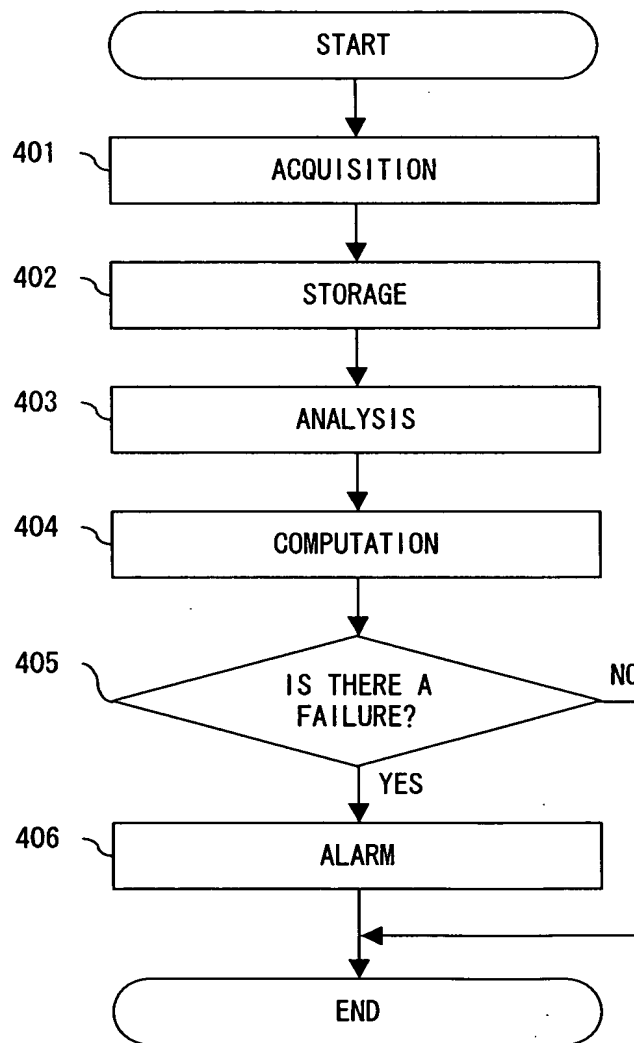 START
401
ACQUISITION
402
STORAGE
403
ANALYSIS
404
COMPUTATION
405
IS THERE A
FAILURE?
NO
YES
406
ALARM
END